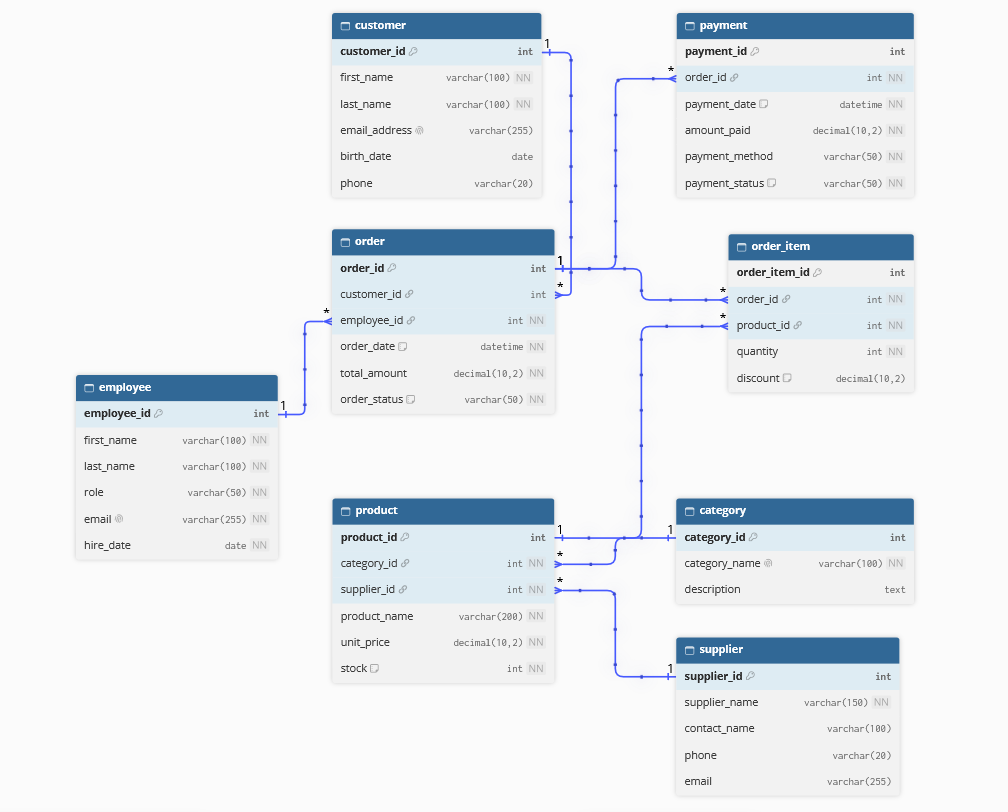 customer
customer_id int
first_name varchar(100) NN
last_name varchar(100) NN
email_address varchar(255)
birth_date date
phone varchar(20)
payment
payment_id int
order_id int NN
payment_date datetime NN
amount_paid decimal(10,2) NN
payment_method varchar(50) NN
payment_status varchar(50) NN
1
*
order
order_id int
customer_id int
employee_id int NN
order_date datetime NN
total_amount decimal(10,2) NN
order_status varchar(50) NN
1
*
*
order_item
order_item_id int
order_id int NN
product_id int NN
quantity int NN
discount decimal(10,2)
*
*
employee
employee_id int
first_name varchar(100) NN
last_name varchar(100) NN
role varchar(50) NN
email varchar(255) NN
hire_date date NN
1
product
product_id int
category_id int NN
supplier_id int NN
product_name varchar(200) NN
unit_price decimal(10,2) NN
stock int NN
1
*
*
category
category_id int
category_name varchar(100) NN
description text
1
supplier
supplier_id int
supplier_name varchar(150) NN
contact_name varchar(100)
phone varchar(20)
email varchar(255)
1